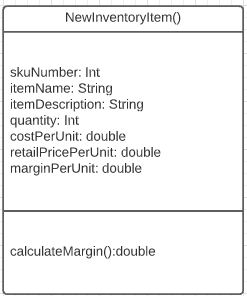 NewInventoryItem()
skuNumber: Int
itemName: String
itemDescription: String
quantity: Int
costPerUnit: double
retailPricePerUnit: double
marginPerUnit: double
calculateMargin():double